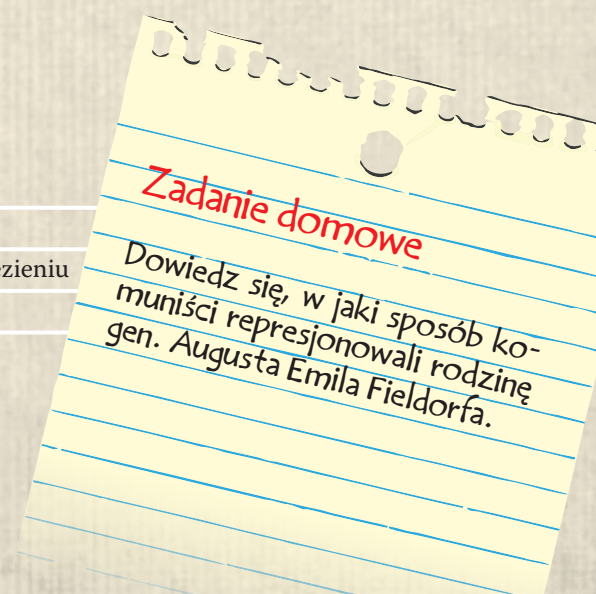 zieniu
Zadanie domowe
Dowiedz się, w jaki sposób ko-
muniści represjonowali rodzinę
gen. Augusta Emila Fieldorfa.